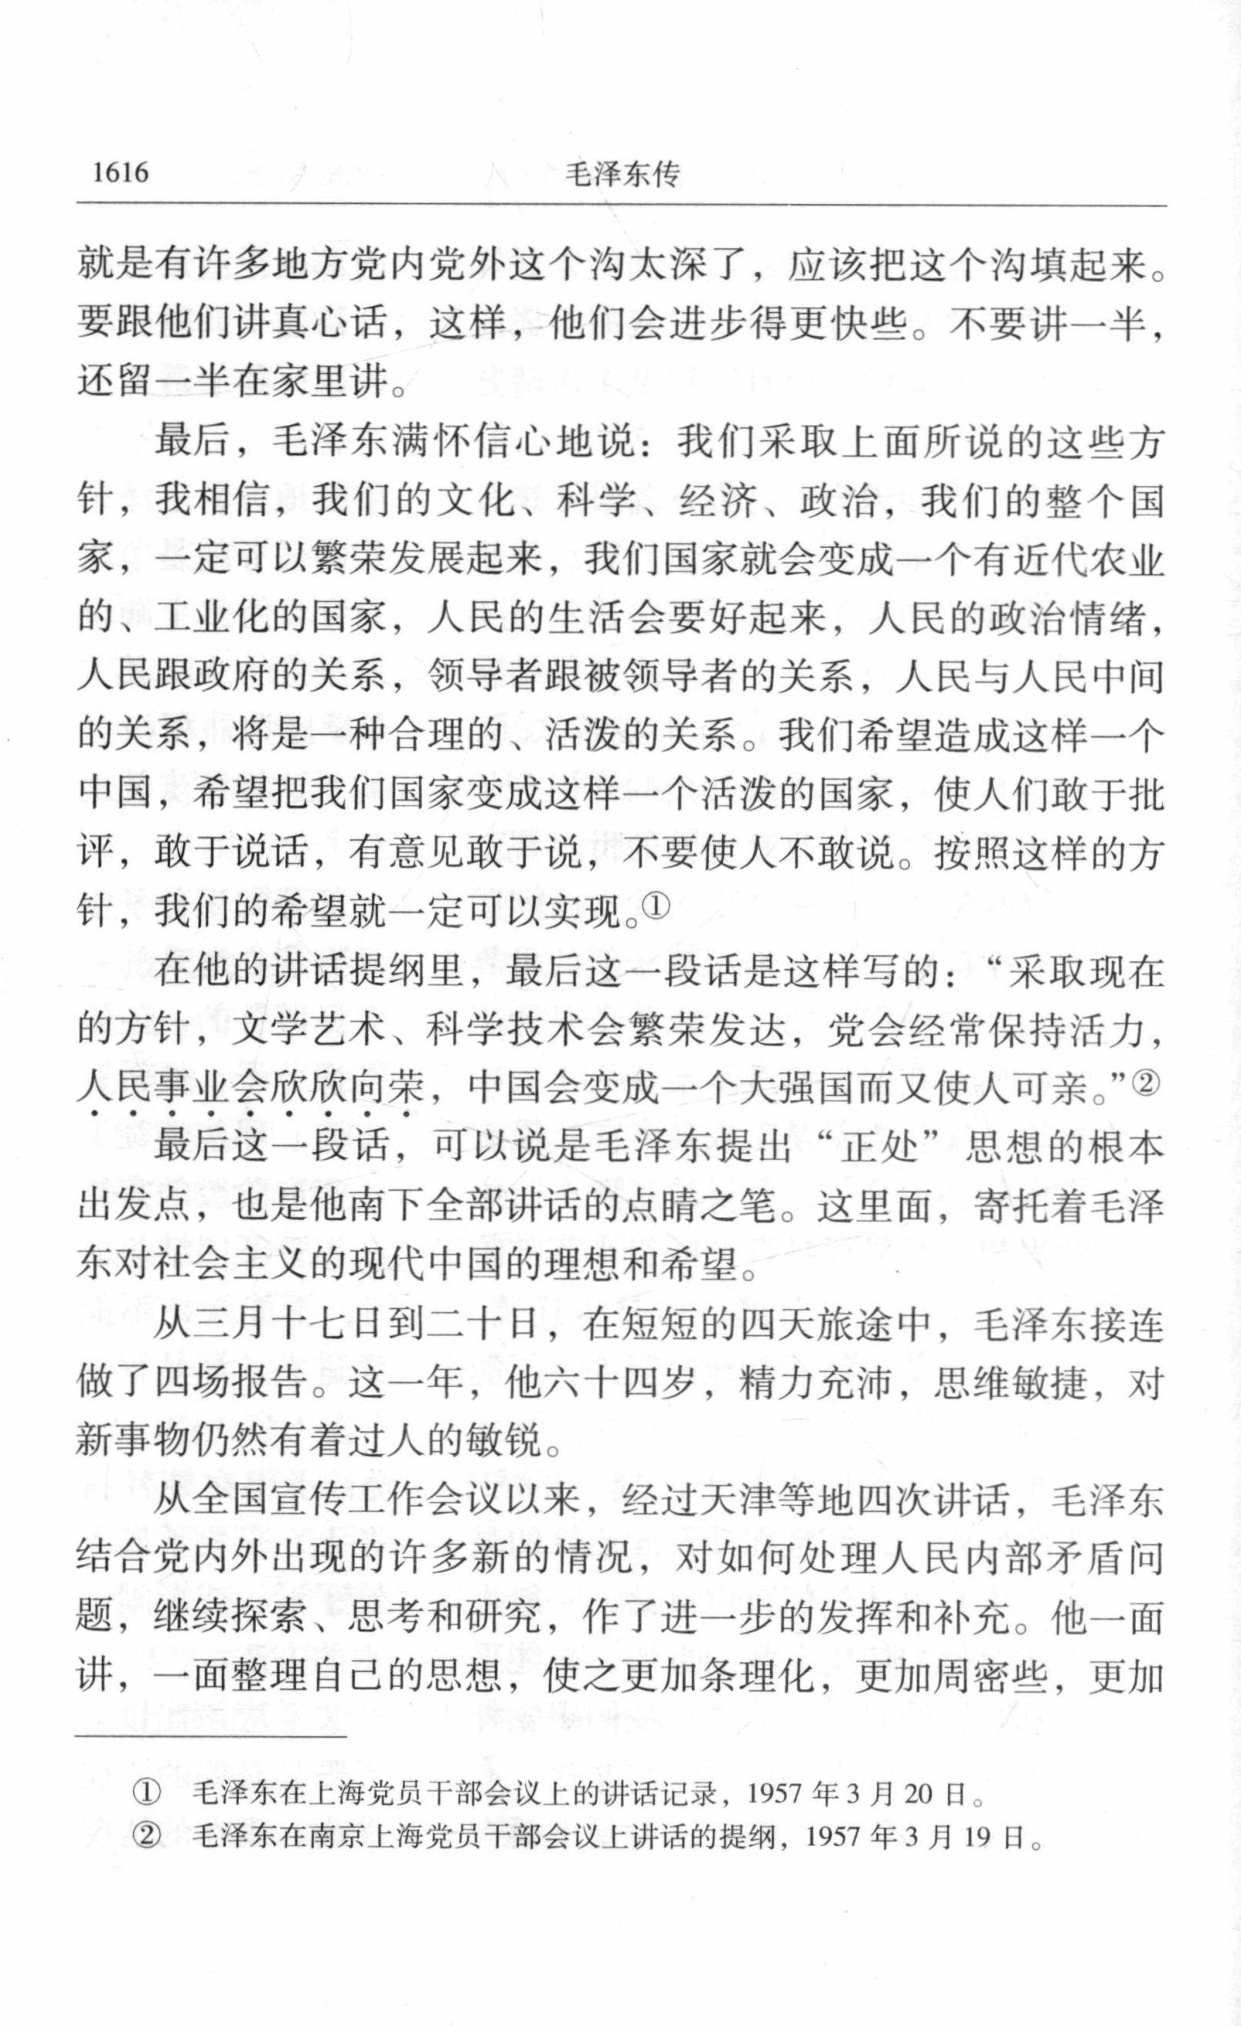 1616 毛泽东传
就是有许多地方党内党外这个沟太深了，应该把这个沟填起来。
要跟他们讲真心话，这样，他们会进步得更快些。不要讲一半，
还留一半在家里讲。
最后，毛泽东满怀信心地说：我们采取上面所说的这些方
针，我相信，我们的文化、科学、经济、政治，我们的整个国
家，一定可以繁荣发展起来，我们国家就会变成一个有近代农业
的、工业化的国家，人民的生活会要好起来，人民的政治情绪，
人民跟政府的关系，领导者跟被领导者的关系，人民与人民中间
的关系，将是一种合理的、活泼的关系。我们希望造成这样一个
中国，希望把我们国家变成这样一个活泼的国家，使人们敢于批
评，敢于说话，有意见敢于说，不要使人不敢说。按照这样的方
针，我们的希望就一定可以实现。①
在他的讲话提纲里，最后这一段话是这样写的：“采取现在
的方针，文学艺术、科学技术会繁荣发达，党会经常保持活力，
人民事业会欣欣向荣，中国会变成一个大强国而又使人可亲。”②
最后这一段话，可以说是毛泽东提出“正处”思想的根本
出发点，也是他南下全部讲话的点睛之笔。这里面，寄托着毛泽
东对社会主义的现代中国的理想和希望。
从三月十七日到二十日，在短短的四天旅途中，毛泽东接连
做了四场报告。这一年，他六十四岁，精力充沛，思维敏捷，对
新事物仍然有着过人的敏锐。
从全国宣传工作会议以来，经过天津等地四次讲话，毛泽东
结合党内外出现的许多新的情况，对如何处理人民内部矛盾问
题，继续探索、思考和研究，作了进一步的发挥和补充。他一面
讲，一面整理自己的思想，使之更加条理化，更加周密些，更加
① 毛泽东在上海党员干部会议上的讲话记录，1957 年 3 月 20 日。
② 毛泽东在南京上海党员干部会议上讲话的提纲，1957 年 3 月 19 日。